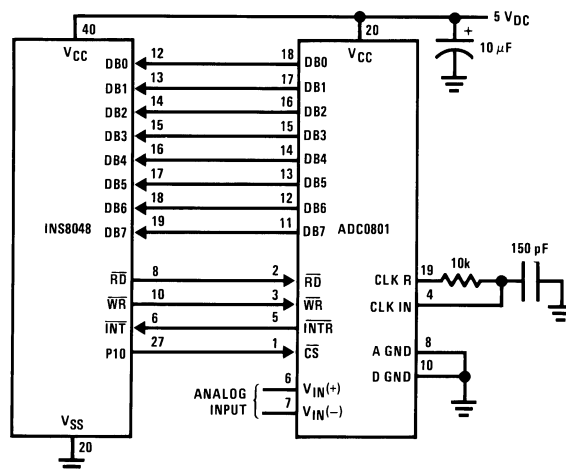 40 20 5 VDC
VCC VCC + 10 μF
DB0 12 18 DB0
DB1 13 17 DB1
DB2 14 16 DB2
DB3 15 15 DB3
DB4 16 14 DB4
DB5 17 13 DB5
DB6 18 12 DB6
INS8048 ADC0801
DB7 19 11 DB7
150 pF
10k
RD 8 2 RD CLK R 19
WR 10 3 WR CLK IN 4
INT 6 5 INTR
P10 27 1 CS A GND 8
D GND 10
ANALOG INPUT 6 VIN(+)
7 VIN(−)
VSS
20